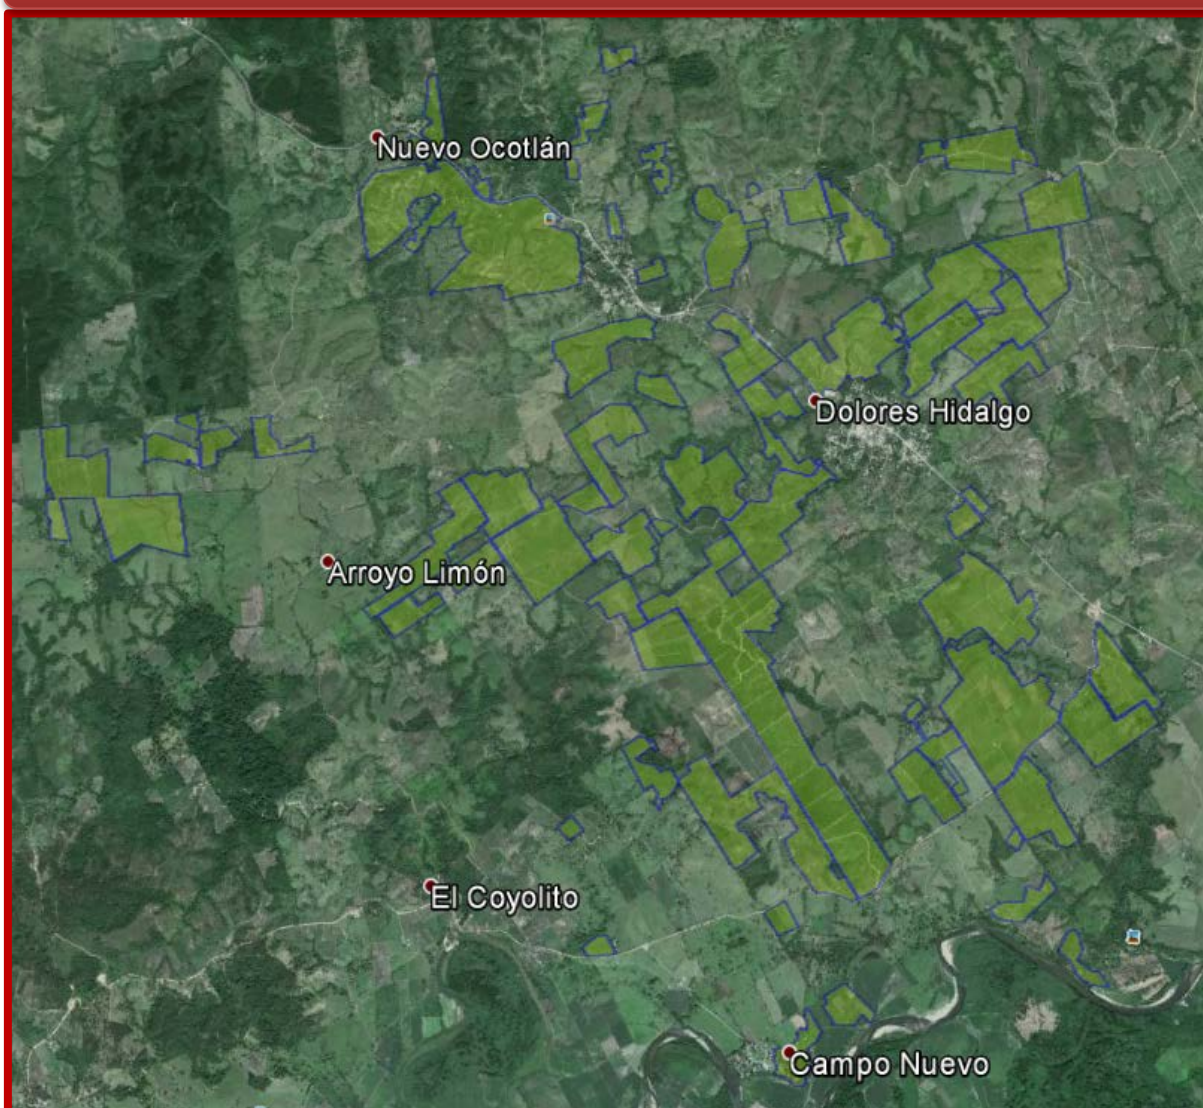 Nuevo Ocotlán
Dolores Hidalgo
Arroyo Limón
El Coyolito
Campo Nuevo